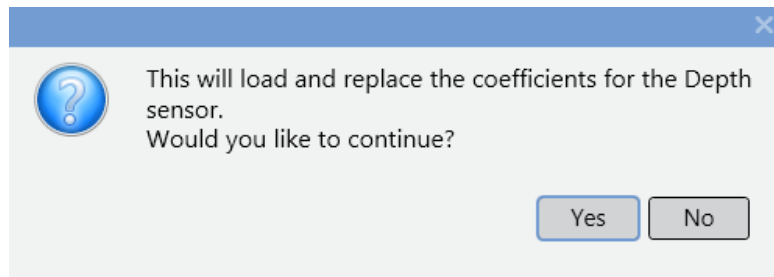 This will load and replace the coefficients for the Depth
sensor.
Would you like to continue?
Yes
No